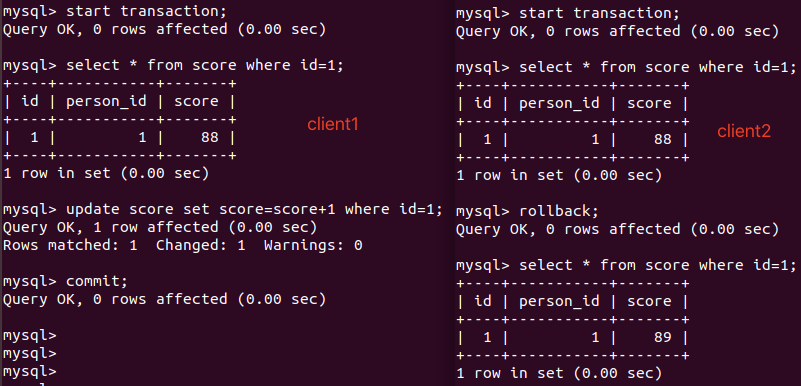 mysql> start transaction;
Query OK, 0 rows affected (0.00 sec)
mysql> select * from score where id=1;
+----+-----------+-------+
| id | person_id | score |
+----+-----------+-------+
| 1 | 1 | 88 |
+----+-----------+-------+
1 row in set (0.00 sec)
client1
mysql> update score set score=score+1 where id=1;
Query OK, 1 row affected (0.00 sec)
Rows matched: 1 Changed: 1 Warnings: 0
mysql> commit;
Query OK, 0 rows affected (0.00 sec)
mysql>
mysql>
mysql>
mysql> start transaction;
Query OK, 0 rows affected (0.00 sec)
mysql> select * from score where id=1;
+----+-----------+-------+
| id | person_id | score |
+----+-----------+-------+
| 1 | 1 | 88 |
+----+-----------+-------+
1 row in set (0.00 sec)
client2
mysql> rollback;
Query OK, 0 rows affected (0.00 sec)
mysql> select * from score where id=1;
+----+-----------+-------+
| id | person_id | score |
+----+-----------+-------+
| 1 | 1 | 89 |
+----+-----------+-------+
1 row in set (0.00 sec)